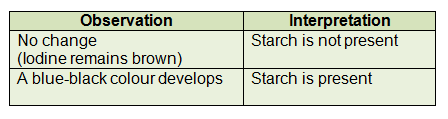 Observation Interpretation
No change Starch is not present
(Iodine remains brown)
A blue-black colour develops Starch is present